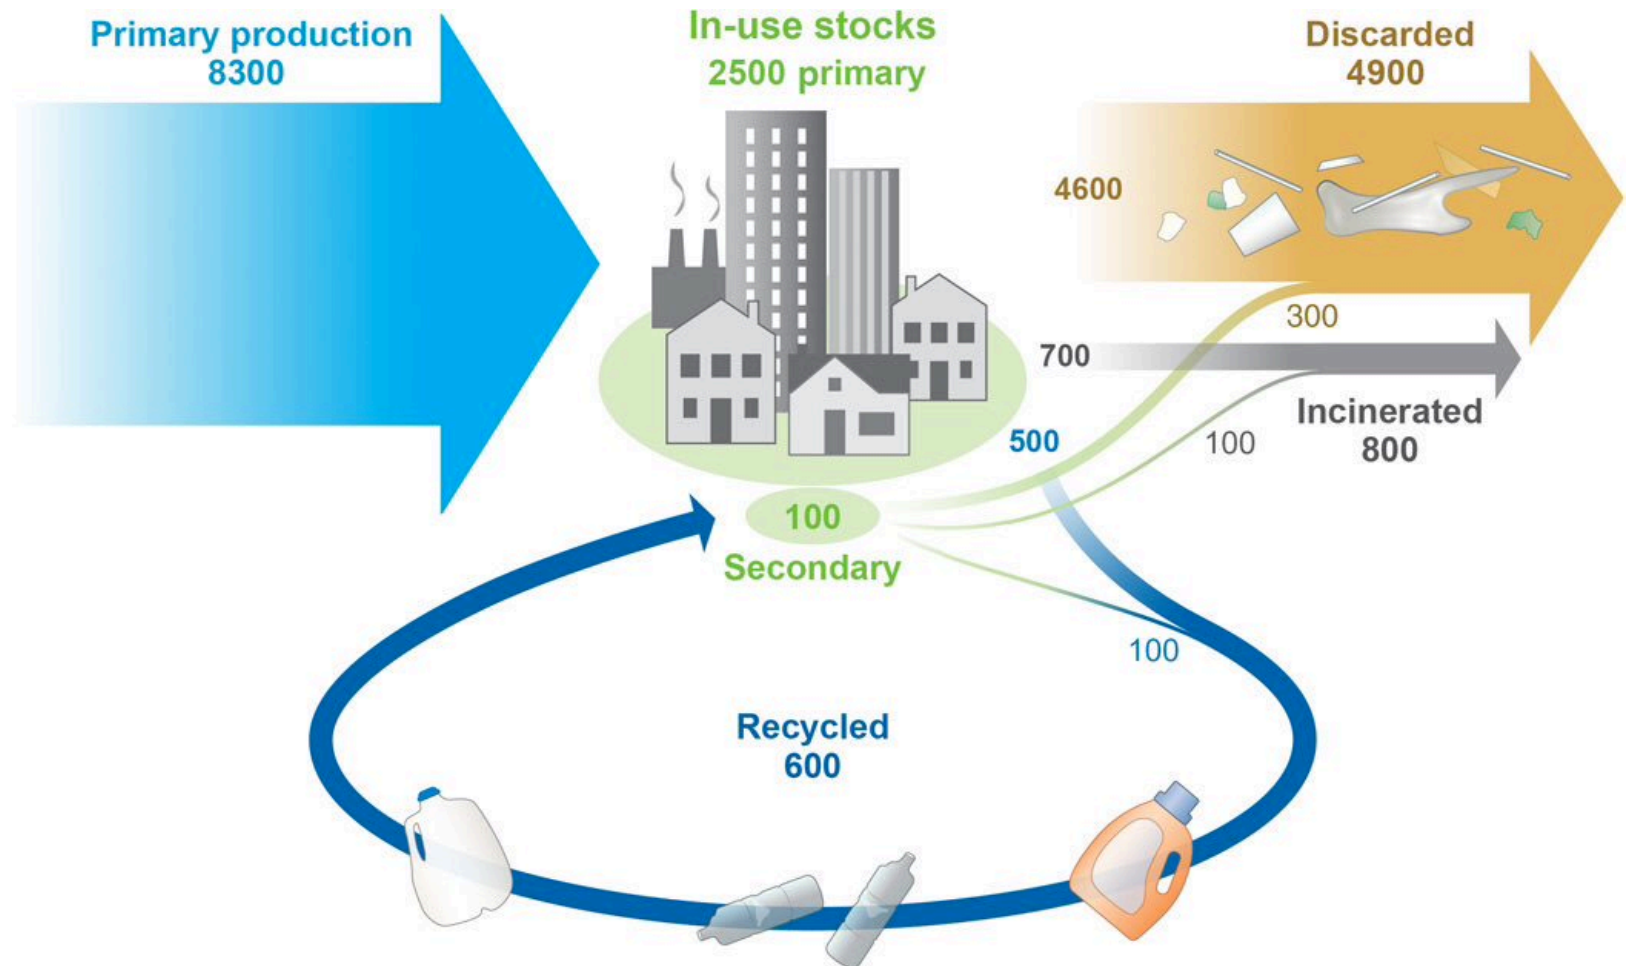 Primary production
8300
In-use stocks
2500 primary
Discarded
4900
4600
300
700
Incinerated
800
100
500
100
Secondary
100
Recycled
600